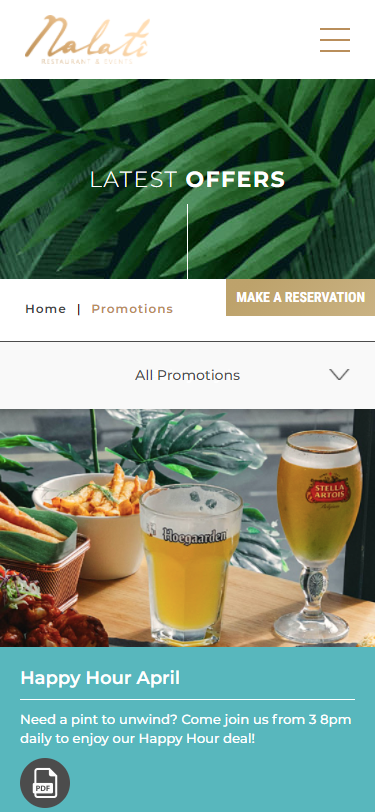 Nalati
RESTAURANT & EVENTS
LATEST OFFERS
MAKE A RESERVATION
Home | Promotions
All Promotions
STELLA
ARTOIS
Belgium
Hoegaarden
Happy Hour April
Need a pint to unwind? Come join us from 3 8pm
daily to enjoy our Happy Hour deal!
PDF